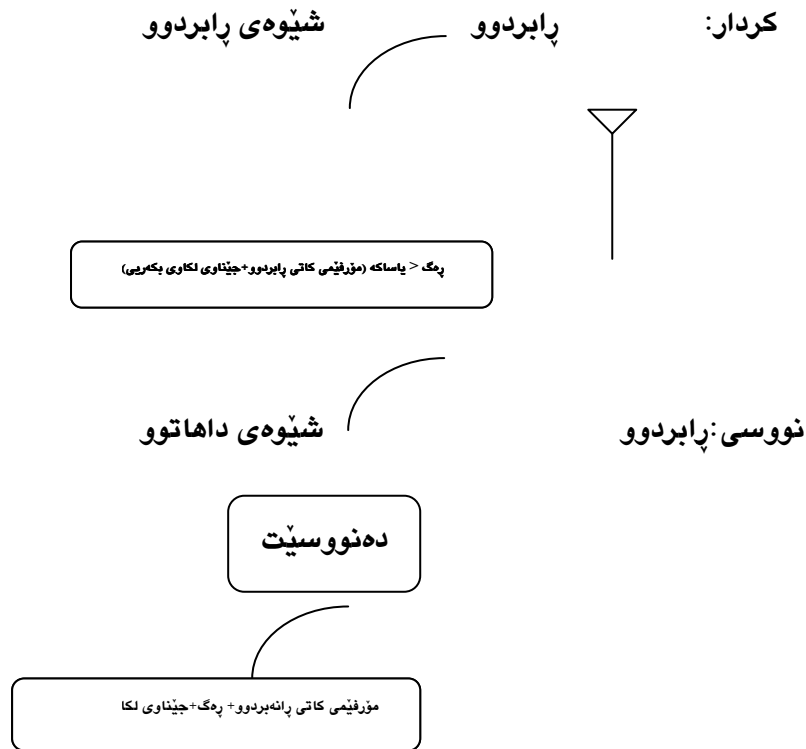 کردار: ڕابردوو شێوەی ڕابردوو
ڕەگ > یاساکە (مۆرفێمی کاتی ڕابردوو+جێناوی لکاوی بکەریی)
نووسی:ڕابردوو شێوەی داهاتوو
دەنووسێت
مۆرفێمی کاتی ڕانەبردوو+ ڕەگ+جێناوی لکا